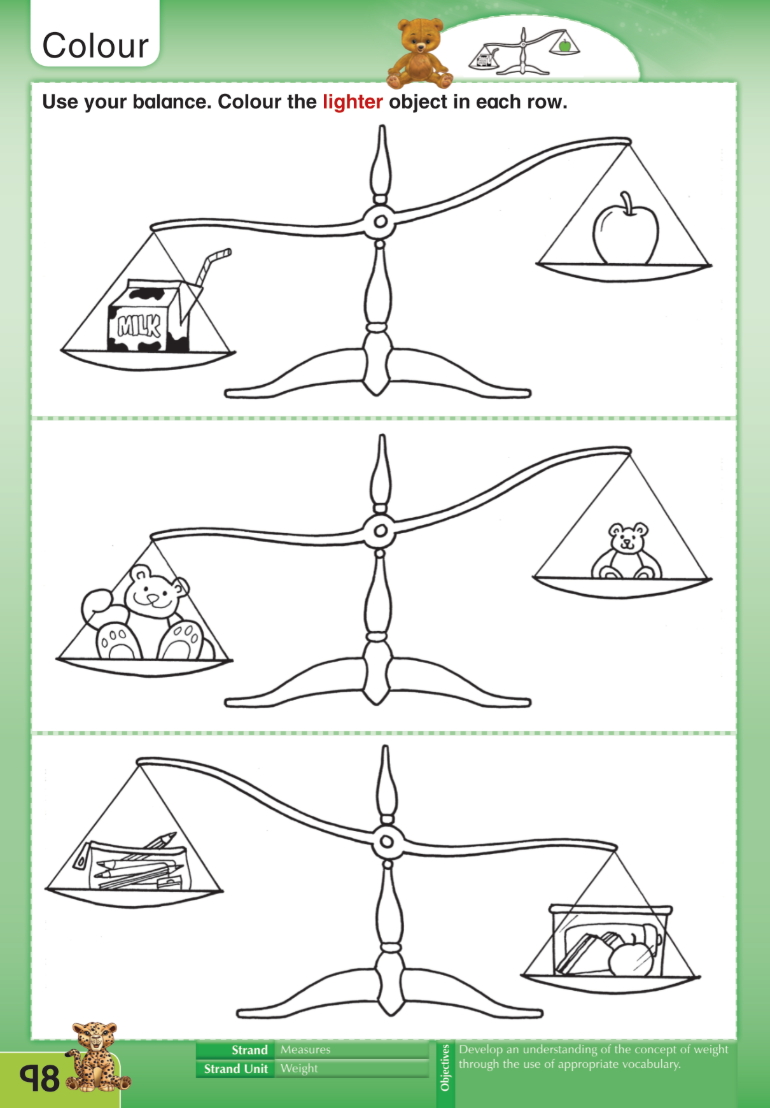 Colour
Use your balance. Colour the lighter object in each row.
MILK
98
Strand Measures
Strand Unit Weight
Objectives
Develop an understanding of the concept of weight
through the use of appropriate vocabulary.